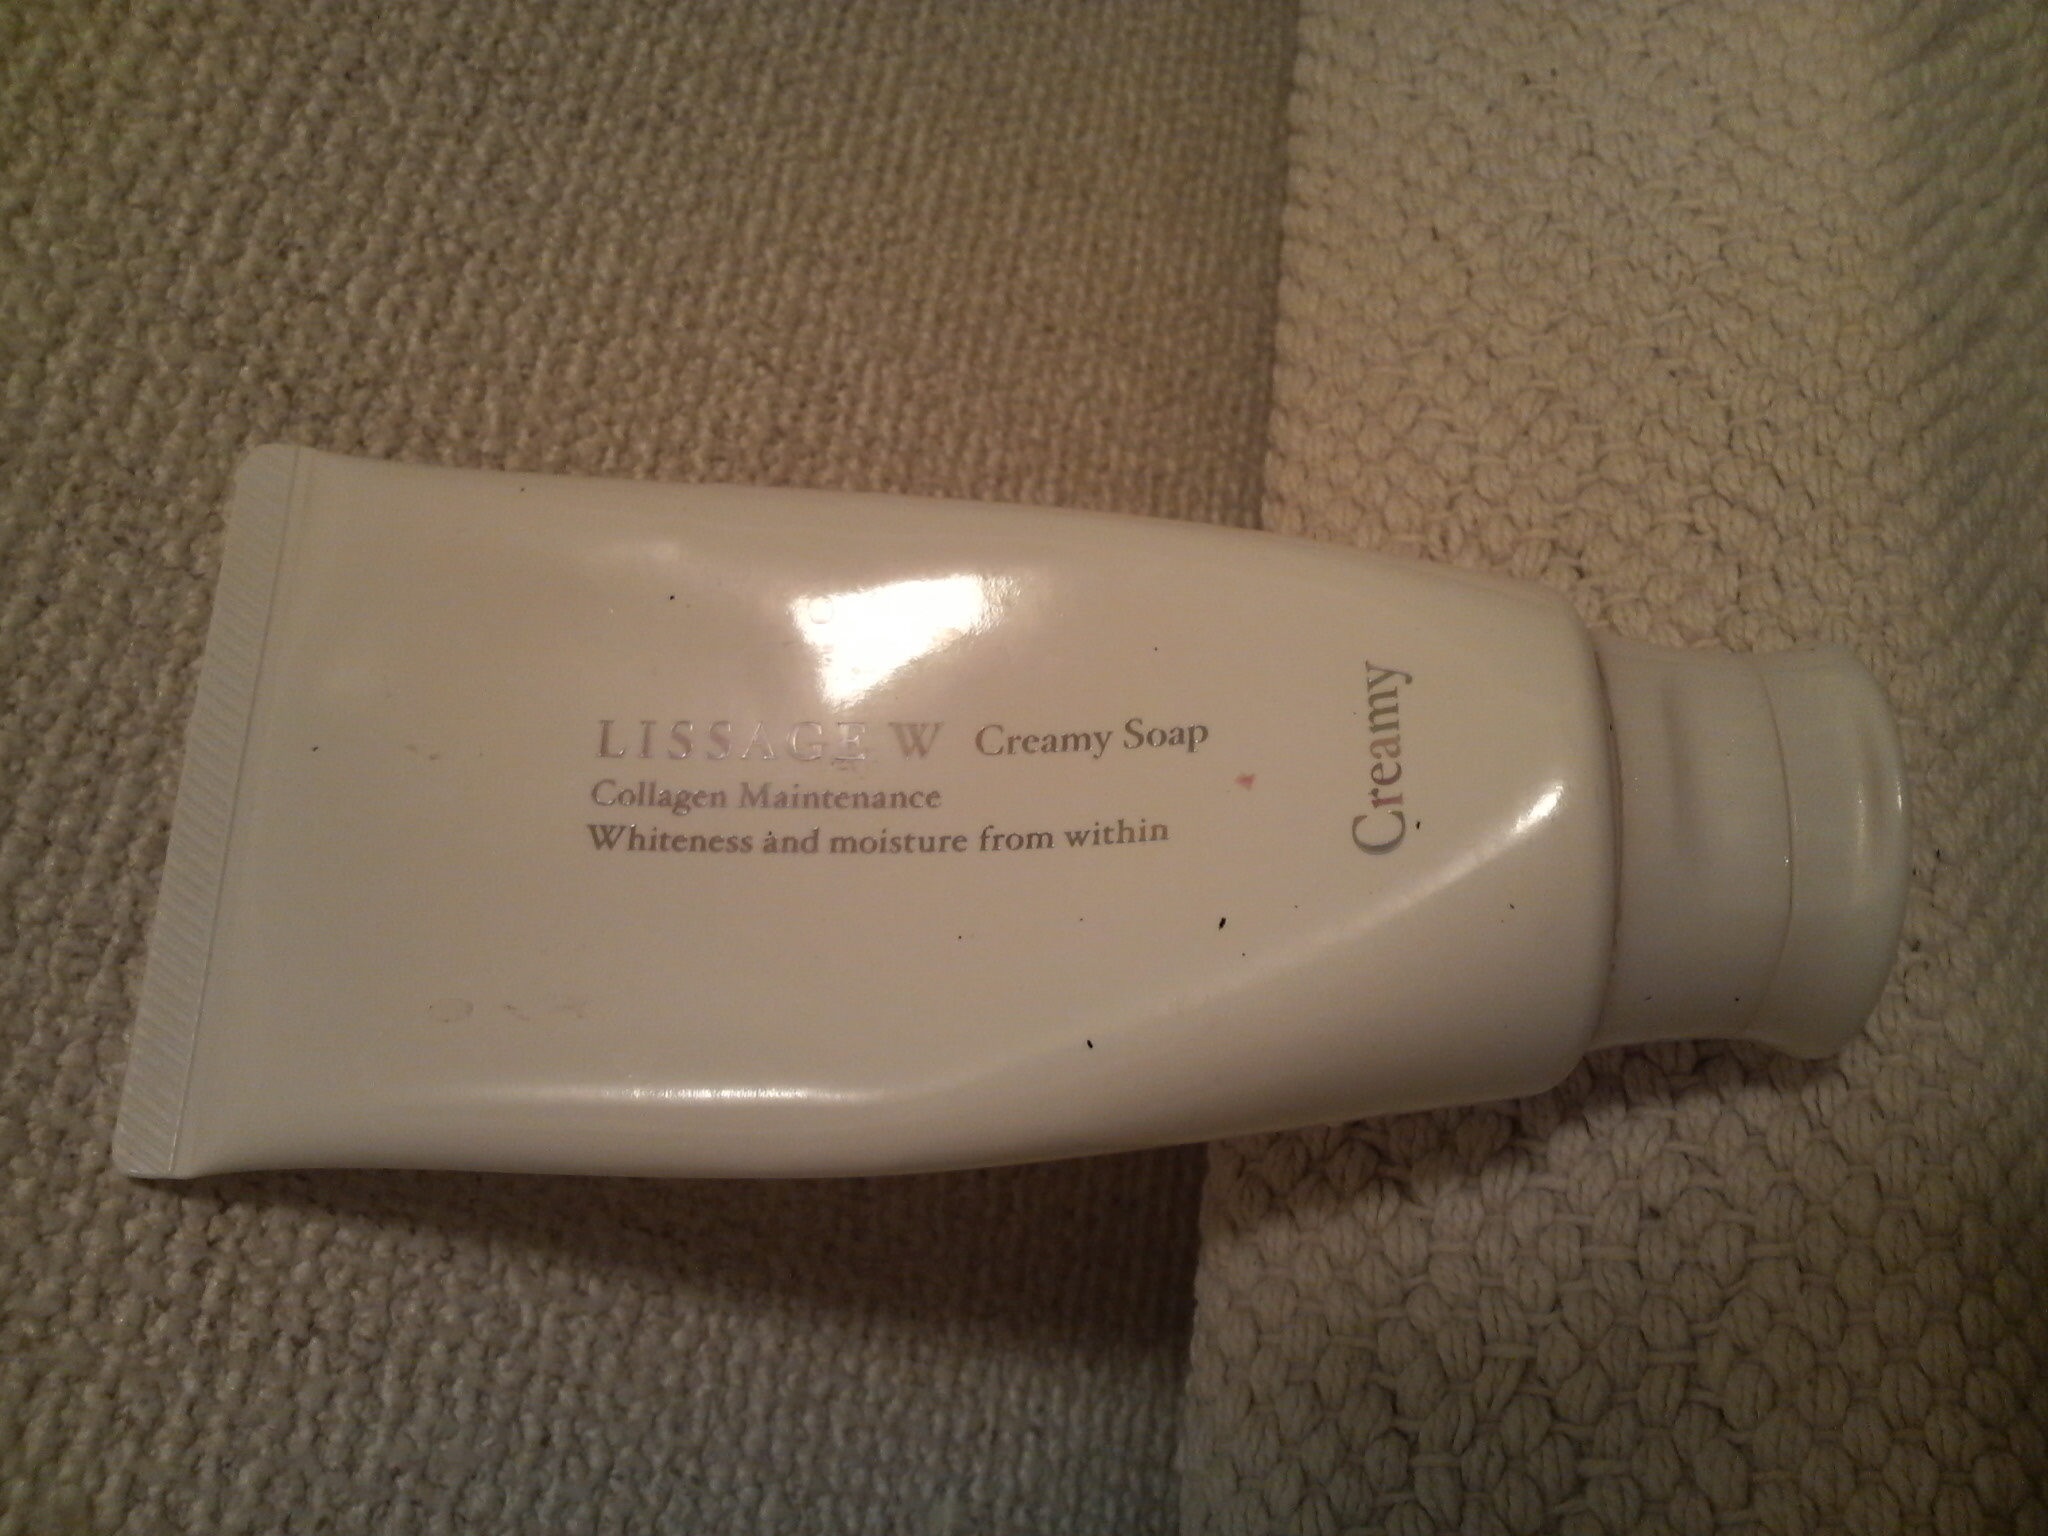 LISSAGE W Creamy Soap
Collagen Maintenance
Whiteness and moisture from within
Creamy